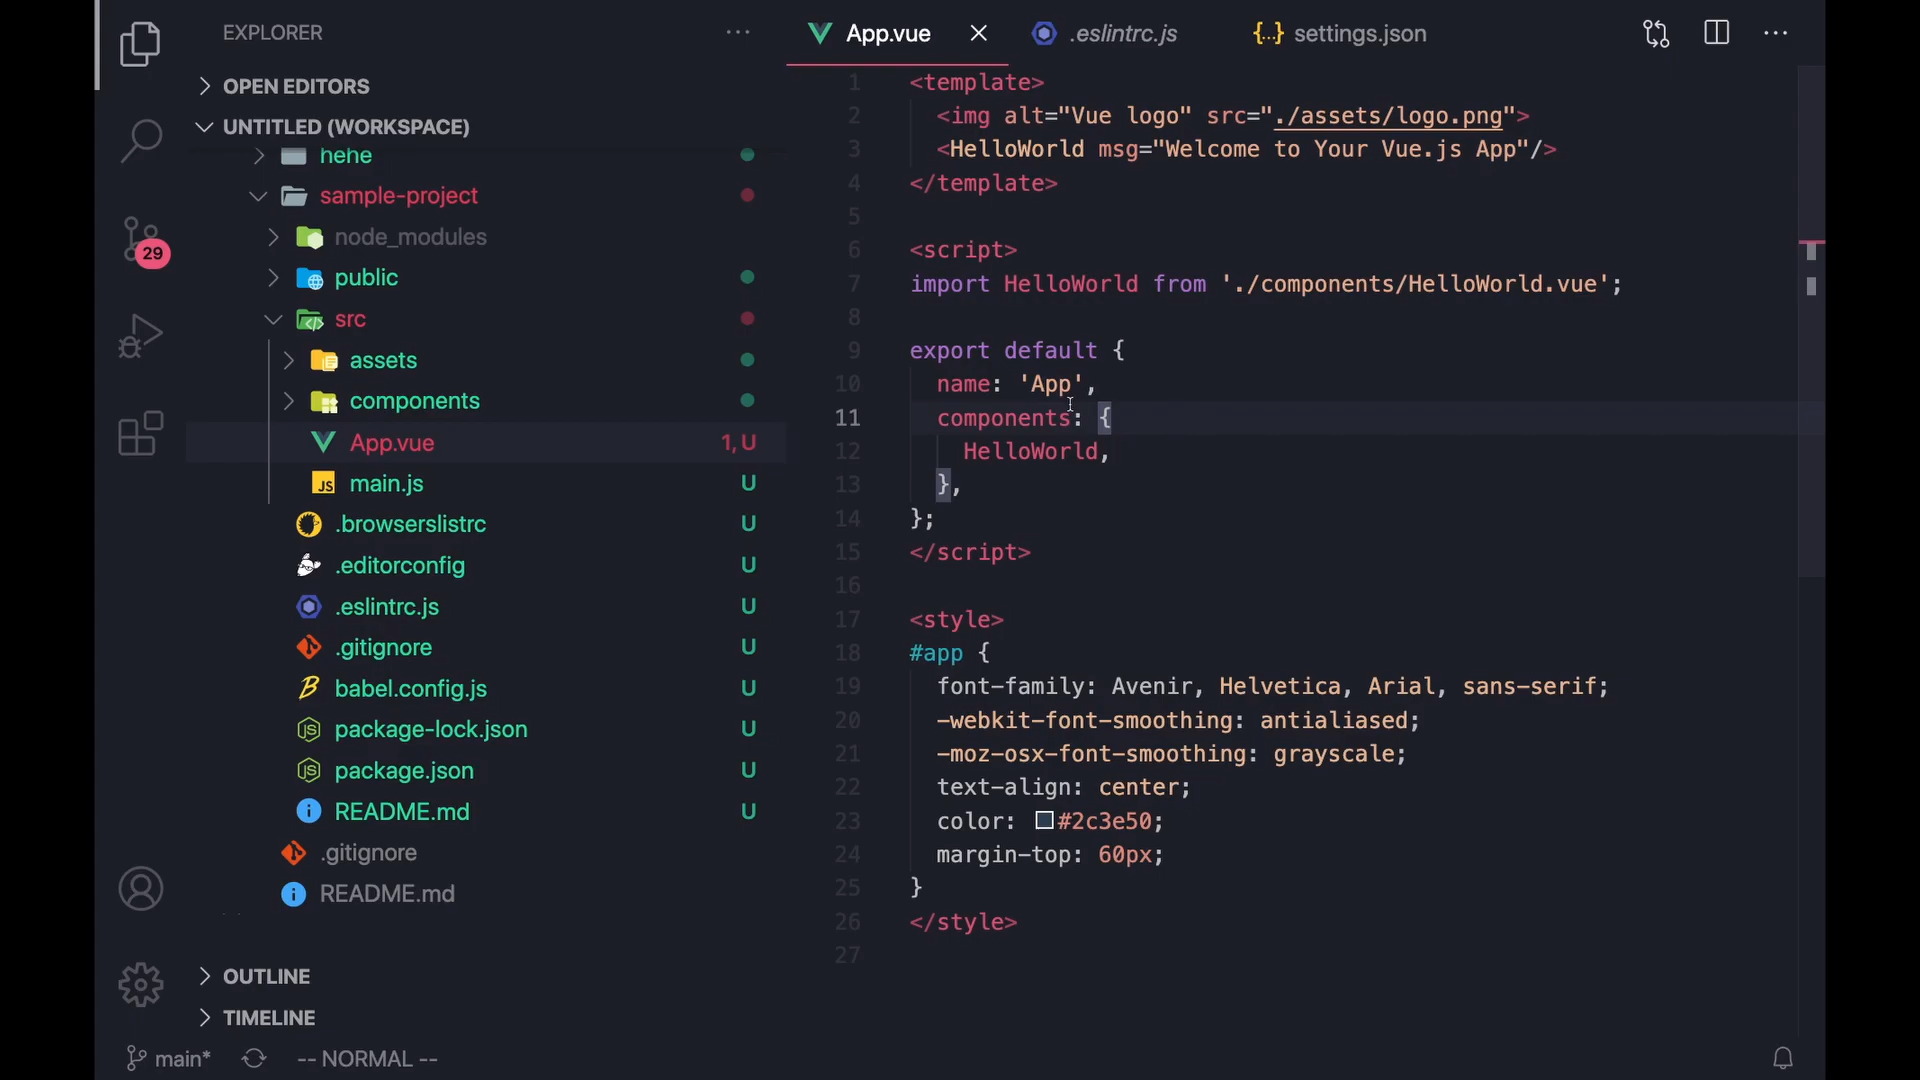 EXPLORER
OPEN EDITORS
UNTITLED (WORKSPACE)
hehe
sample-project
node_modules
public
src
assets
components
App.vue 1, U
main.js U
.browserslistrc U
.editorconfig U
.eslintrc.js U
.gitignore U
babel.config.js U
package-lock.json U
package.json U
README.md U
.gitignore
README.md
OUTLINE
TIMELINE
29
main* -- NORMAL --
App.vue .eslintrc.js {..} settings.json
1 <template>
2 <img alt="Vue logo" src="./assets/logo.png">
3 <HelloWorld msg="Welcome to Your Vue.js App"/>
4 </template>
5
6 <script>
7 import HelloWorld from './components/HelloWorld.vue';
8
9 export default {
10 name: 'App',
11 components: {
12 HelloWorld,
13 },
14 };
15 </script>
16
17 <style>
18 #app {
19 font-family: Avenir, Helvetica, Arial, sans-serif;
20 -webkit-font-smoothing: antialiased;
21 -moz-osx-font-smoothing: grayscale;
22 text-align: center;
23 color: #2c3e50;
24 margin-top: 60px;
25 }
26 </style>
27